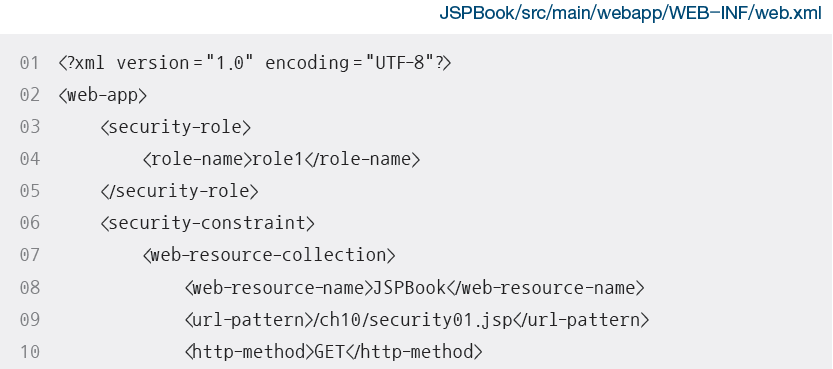 JSPBook/src/main/webapp/WEB-INF/web.xml
01 <?xml version="1.0" encoding="UTF-8"?>
02 <web-app>
03 <security-role>
04 <role-name>role1</role-name>
05 </security-role>
06 <security-constraint>
07 <web-resource-collection>
08 <web-resource-name>JSPBook</web-resource-name>
09 <url-pattern>/ch10/security01.jsp</url-pattern>
10 <http-method>GET</http-method>